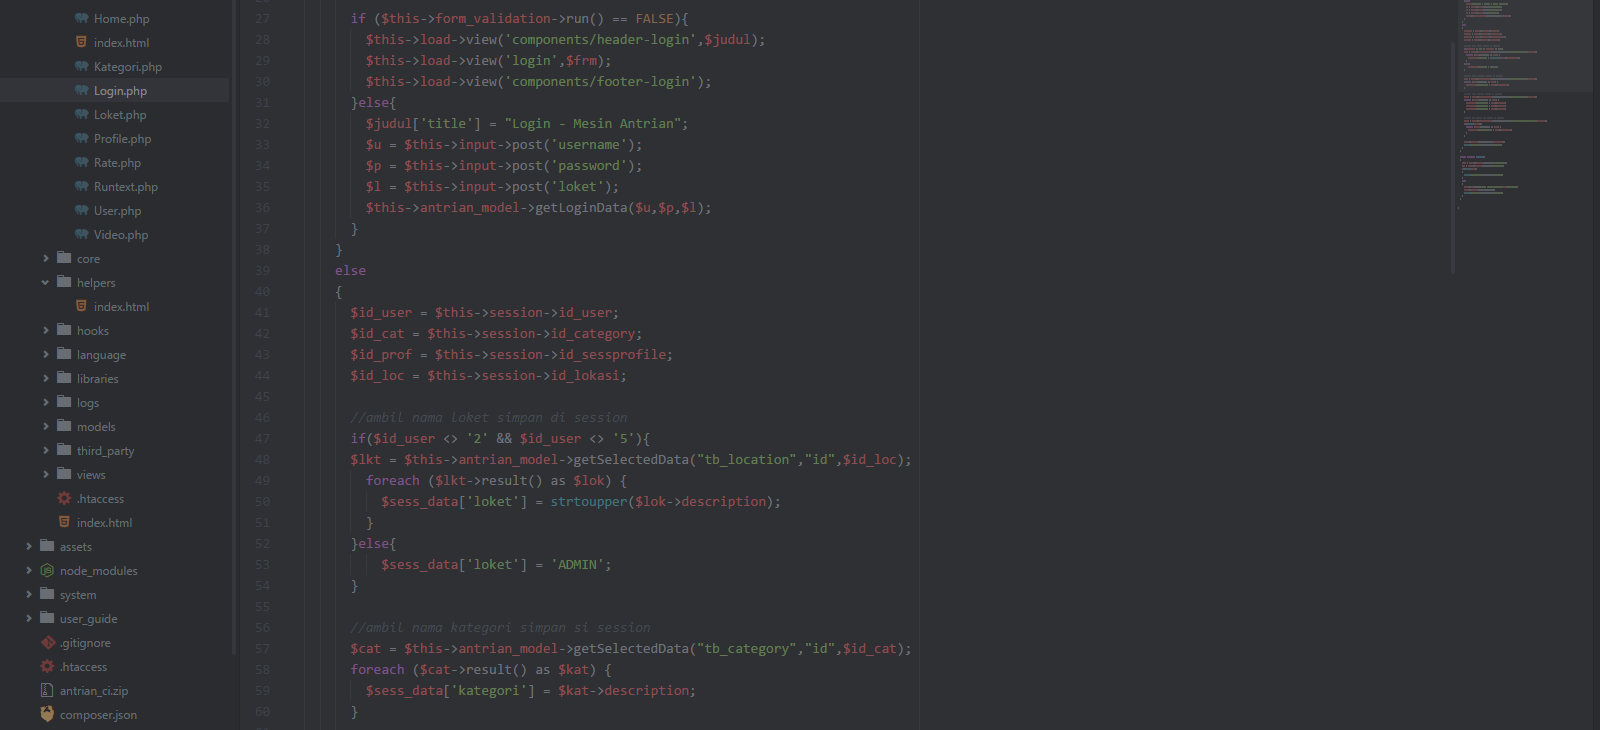 Home.php
index.html
Kategori.php
Login.php
Loket.php
Profile.php
Rate.php
Runtext.php
User.php
Video.php
core
helpers
index.html
hooks
language
libraries
logs
models
third_party
views
.htaccess
index.html
assets
node_modules
system
user_guide
.gitignore
.htaccess
antrian_ci.zip
composer.json
27 if ($this->form_validation->run() == FALSE){
28 $this->load->view('components/header-login',$judul);
29 $this->load->view('login',$frm);
30 $this->load->view('components/footer-login');
31 }else{
32 $judul['title'] = "Login - Mesin Antrian";
33 $u = $this->input->post('username');
34 $p = $this->input->post('password');
35 $l = $this->input->post('loket');
36 $this->antrian_model->getLoginData($u,$p,$l);
37 }
38 }
39 else
40 {
41 $id_user = $this->session->id_user;
42 $id_cat = $this->session->id_category;
43 $id_prof = $this->session->id_sessprofile;
44 $id_loc = $this->session->id_lokasi;
45
46 //ambil nama loket simpan di session
47 if($id_user <> '2' && $id_user <> '5'){
48 $lkt = $this->antrian_model->getSelectedData("tb_location","id",$id_loc);
49 foreach ($lkt->result() as $lok) {
50 $sess_data['loket'] = strtoupper($lok->description);
51 }
52 }else{
53 $sess_data['loket'] = 'ADMIN';
54 }
55
56 //ambil nama kategori simpan si session
57 $cat = $this->antrian_model->getSelectedData("tb_category","id",$id_cat);
58 foreach ($cat->result() as $kat) {
59 $sess_data['kategori'] = $kat->description;
60 }